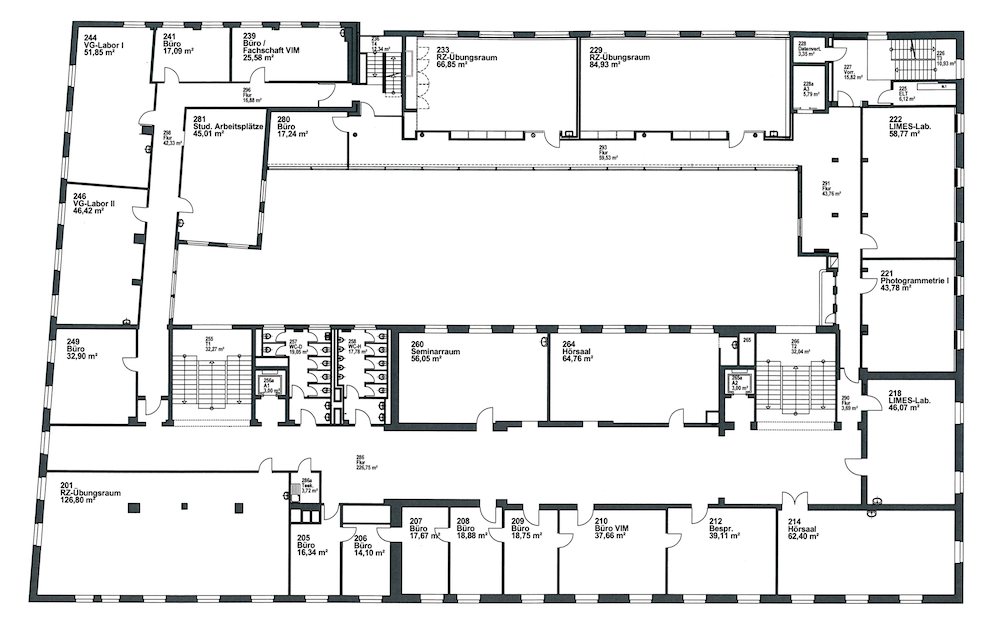 244
VG-Labor I
51,85 m²
241
Büro
17,09 m²
239
Büro /
Fachschaft VIM
25,58 m²
230
T4
233
RZ-Übungsraum
66,85 m²
229
RZ-Übungsraum
84,93 m²
228
3,35 m²
226
T3
10,93 m²
227
Vorr.
15,82 m²
228a
A3
5,79 m²
225
ELT
6,12 m²
296
Flur
16,88 m²
281
Stud. Arbeitsplätze
45,01 m²
280
Büro
17,24 m²
222
LIMES-Lab.
58,77 m²
298
Flur
42,33 m²
293
Flur
59,53 m²
291
Flur
43,76 m²
246
VG-Labor II
46,42 m²
221
Photogrammetrie I
43,78 m²
249
Büro
32,90 m²
255
T1
32,27 m²
257
WC-D
19,05 m²
258
WC-H
17,78 m²
260
Seminarraum
56,05 m²
264
Hörsaal
64,76 m²
265
266
T2
32,04 m²
256a
A1
3,00 m²
265a
A2
3,00 m²
290
Flur
3,69 m²
218
LIMES-Lab.
46,07 m²
286
Flur
226,75 m²
201
RZ-Übungsraum
126,80 m²
286a
Teek.
3,72 m²
205
Büro
16,34 m²
206
Büro
14,10 m²
207
Büro
17,67 m²
208
Büro
18,88 m²
209
Büro
18,75 m²
210
Büro VIM
37,66 m²
212
Bespr.
39,11 m²
214
Hörsaal
62,40 m²